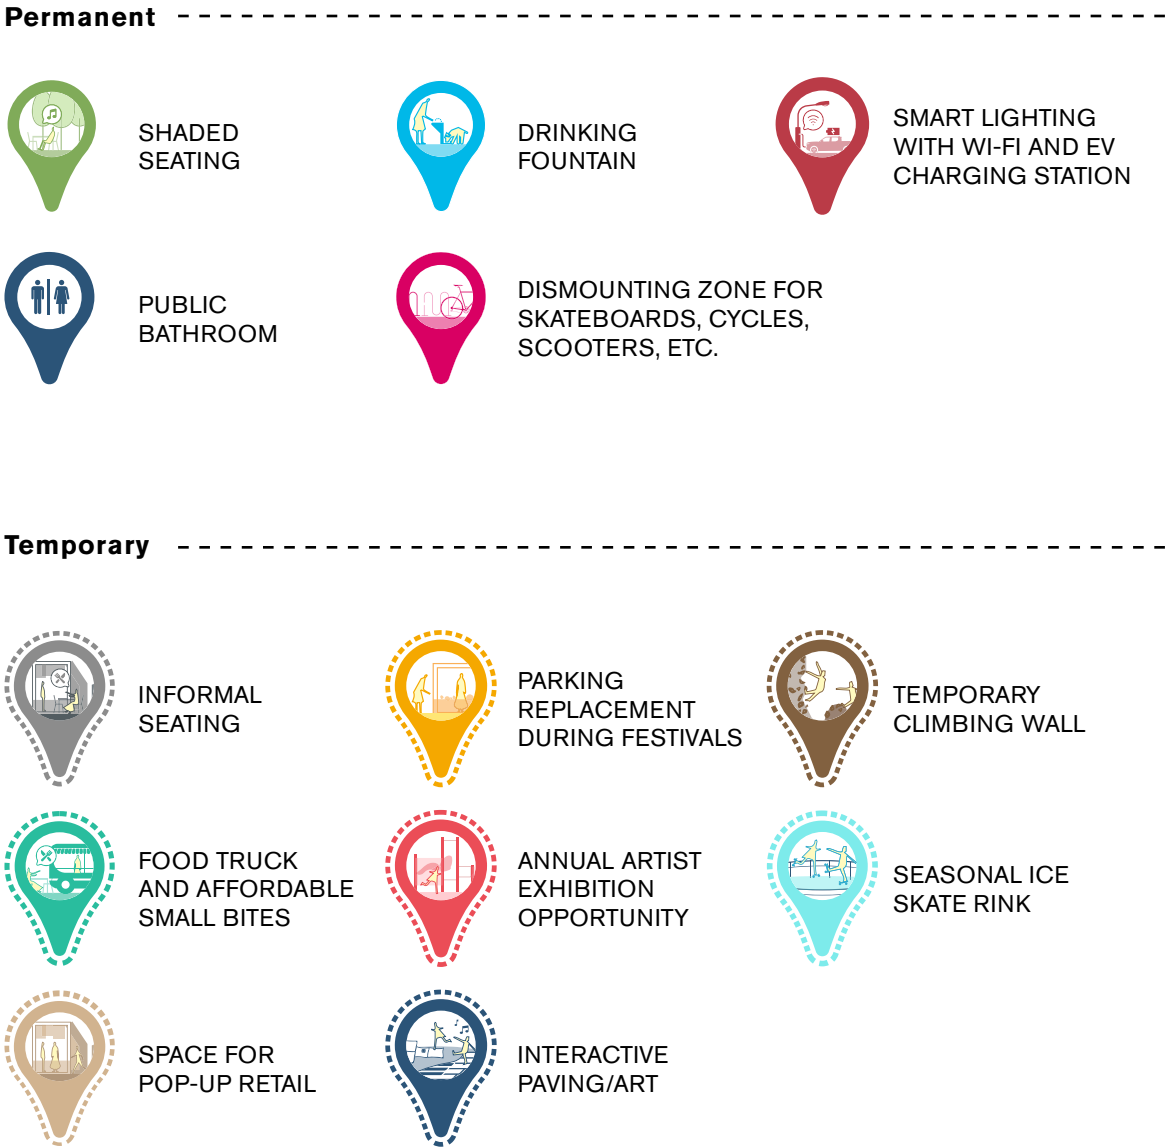 Permanent
SHADED
SEATING
DRINKING
FOUNTAIN
SMART LIGHTING
WITH WI-FI AND EV
CHARGING STATION
PUBLIC
BATHROOM
DISMOUNTING ZONE FOR
SKATEBOARDS, CYCLES,
SCOOTERS, ETC.
Temporary
INFORMAL
SEATING
PARKING
REPLACEMENT
DURING FESTIVALS
TEMPORARY
CLIMBING WALL
FOOD TRUCK
AND AFFORDABLE
SMALL BITES
ANNUAL ARTIST
EXHIBITION
OPPORTUNITY
SEASONAL ICE
SKATE RINK
SPACE FOR
POP-UP RETAIL
INTERACTIVE
PAVING/ART